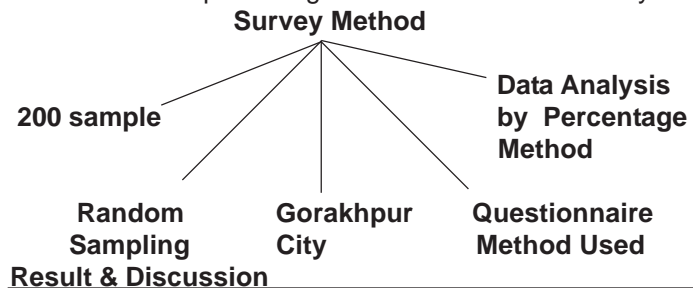 Survey Method
200 sample
Data Analysis
by Percentage
Method
Random
Sampling
Gorakhpur
City
Questionnaire
Method Used
Result & Discussion